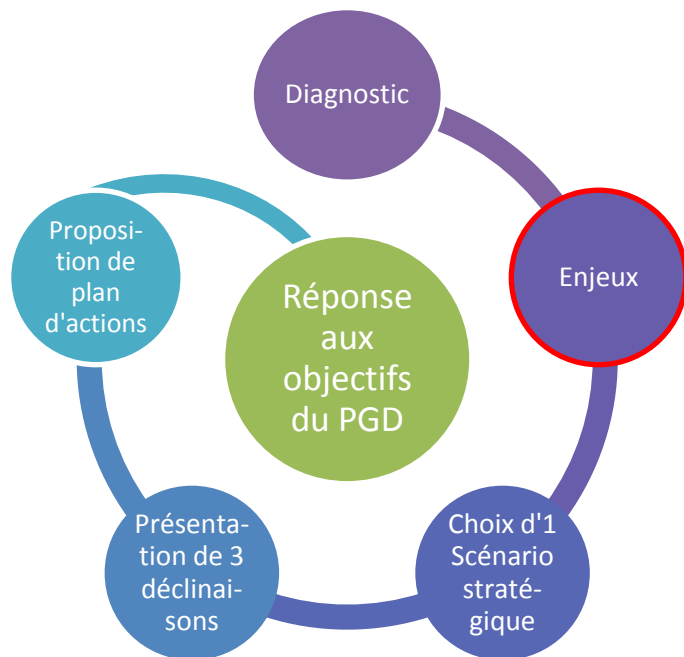 Diagnostic
Enjeux
Choix d'1
Scénario
straté-
gique
Présenta-
tion de 3
déclinai-
sons
Proposi-
tion de
plan
d'actions
Réponse
aux
objectifs
du PGD